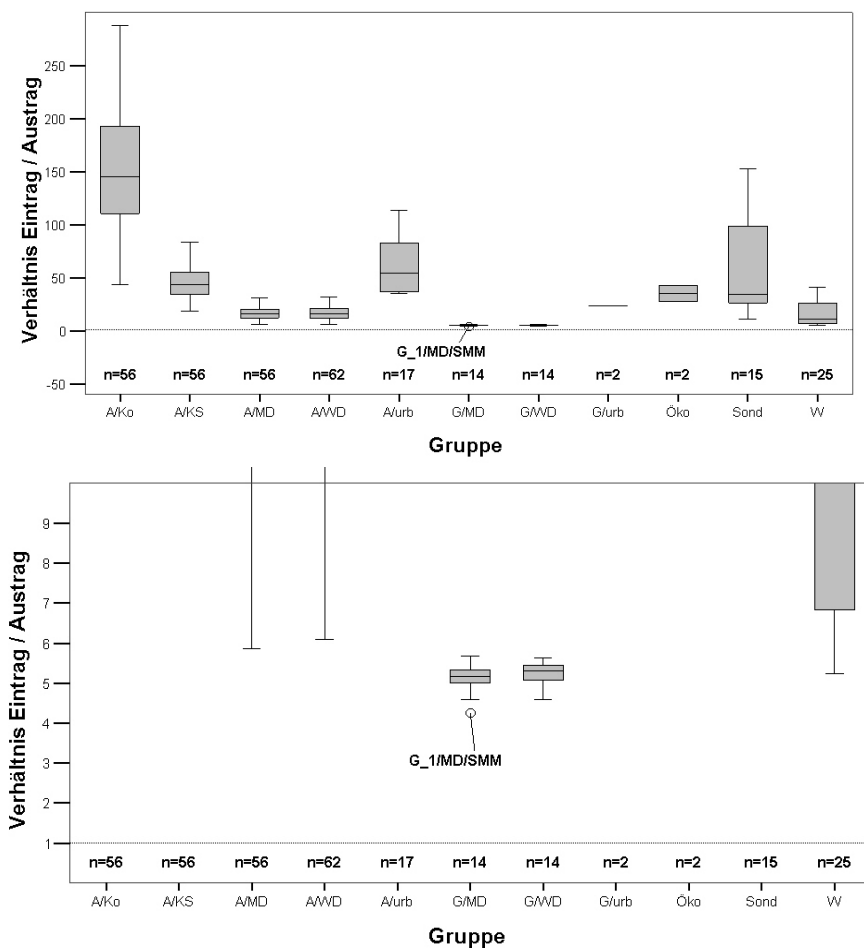 Verhältnis Eintrag / Austrag
250
200
150
100
50
0
-50
G_1/MD/SMM
n=56 n=56 n=56 n=62 n=17 n=14 n=14 n=2 n=2 n=15 n=25
A/Ko A/KS A/MD A/WD A/urb G/MD G/WD G/urb Öko Sond W
Gruppe
Verhältnis Eintrag / Austrag
9
8
7
6
5
4
3
2
1
G_1/MD/SMM
n=56 n=56 n=56 n=62 n=17 n=14 n=14 n=2 n=2 n=15 n=25
A/Ko A/KS A/MD A/WD A/urb G/MD G/WD G/urb Öko Sond W
Gruppe